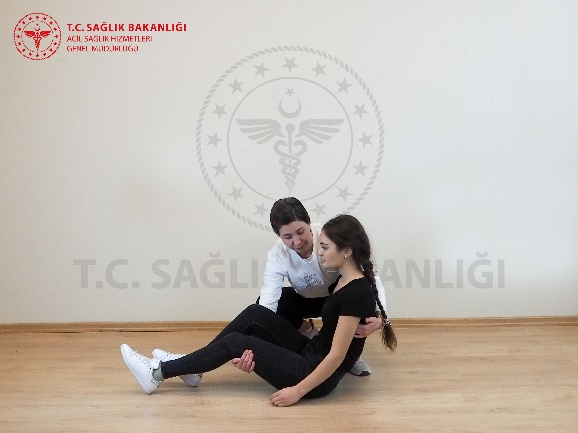 T.C. SAĞLIK BAKANLIĞI
ACİL SAĞLIK HİZMETLERİ
GENEL MÜDÜRLÜĞÜ
T.C. SAĞLIK BAKANLIĞI